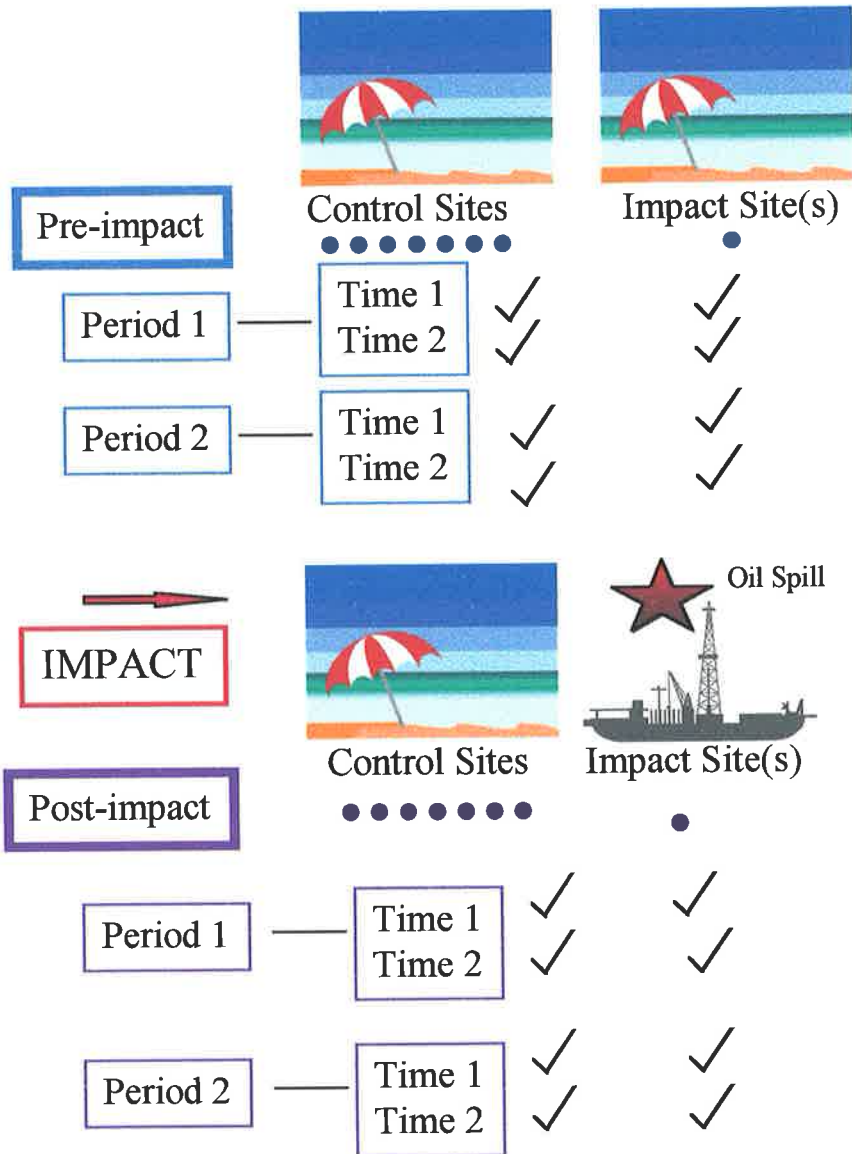 Control Sites
Impact Site(s)
Pre-impact
Period 1
Time 1
Time 2
Period 2
Time 1
Time 2
Oil Spill
IMPACT
Control Sites
Impact Site(s)
Post-impact
Period 1
Time 1
Time 2
Period 2
Time 1
Time 2